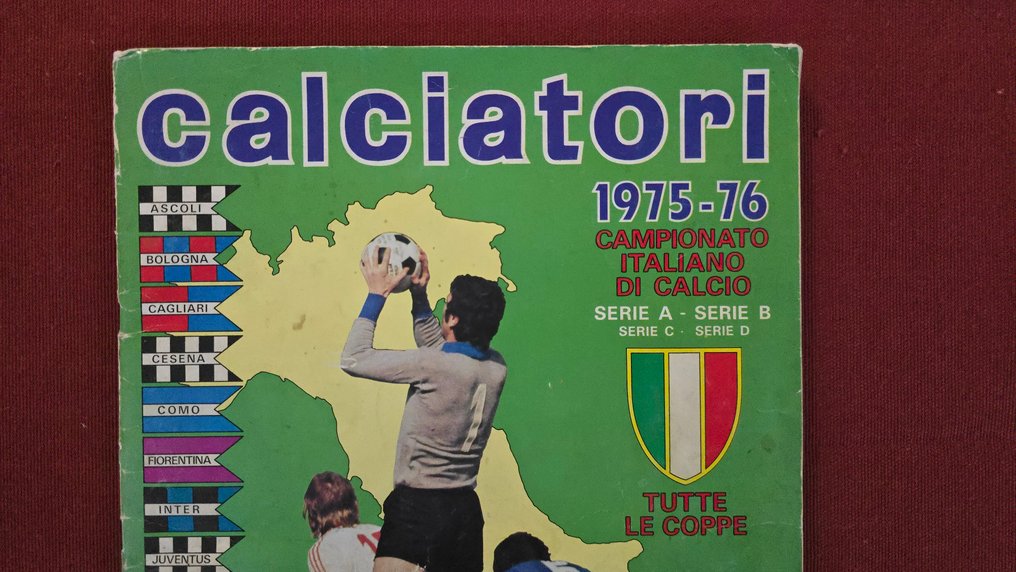 calciatori
1975-76
CAMPIONATO
ITALIANO
DI CALCIO
SERIE A - SERIE B
SERIE C - SERIE D
TUTTE
LE COPPE
ASCOLI
BOLOGNA
CAGLIARI
CESENA
COMO
FIORENTINA
INTER
JUVENTUS
1